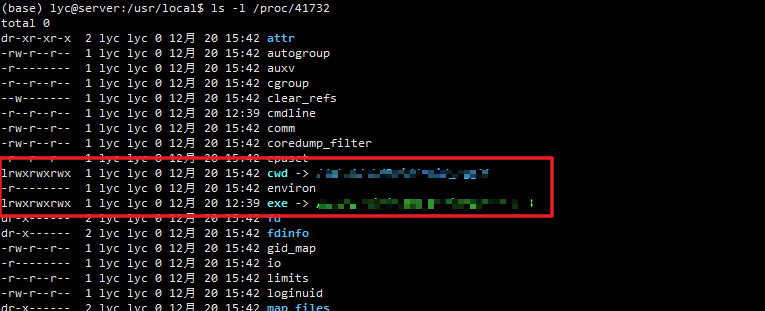 (base) lyc@server:/usr/local$ ls -l /proc/41732
total 0
dr-xr-xr-x 2 lyc lyc 0 12月 20 15:42 attr
-rw-r--r-- 1 lyc lyc 0 12月 20 15:42 autogroup
-r-------- 1 lyc lyc 0 12月 20 15:42 auxv
-r--r--r-- 1 lyc lyc 0 12月 20 15:42 cgroup
--w------- 1 lyc lyc 0 12月 20 15:42 clear_refs
-r--r--r-- 1 lyc lyc 0 12月 20 12:39 cmdline
-rw-r--r-- 1 lyc lyc 0 12月 20 15:42 comm
-rw-r--r-- 1 lyc lyc 0 12月 20 15:42 coredump_filter
-r--r--r-- 1 lyc lyc 0 12月 20 15:42 cpuset
lrwxrwxrwx 1 lyc lyc 0 12月 20 15:42 cwd ->
-r-------- 1 lyc lyc 0 12月 20 15:42 environ
lrwxrwxrwx 1 lyc lyc 0 12月 20 12:39 exe ->
dr-x------ 2 lyc lyc 0 12月 20 15:42 fd
dr-x------ 2 lyc lyc 0 12月 20 15:42 fdinfo
-rw-r--r-- 1 lyc lyc 0 12月 20 15:42 gid_map
-r-------- 1 lyc lyc 0 12月 20 15:42 io
-r--r--r-- 1 lyc lyc 0 12月 20 15:42 limits
-rw-r--r-- 1 lyc lyc 0 12月 20 15:42 loginuid
dr-x------ 2 lyc lyc 0 12月 20 15:42 map_files